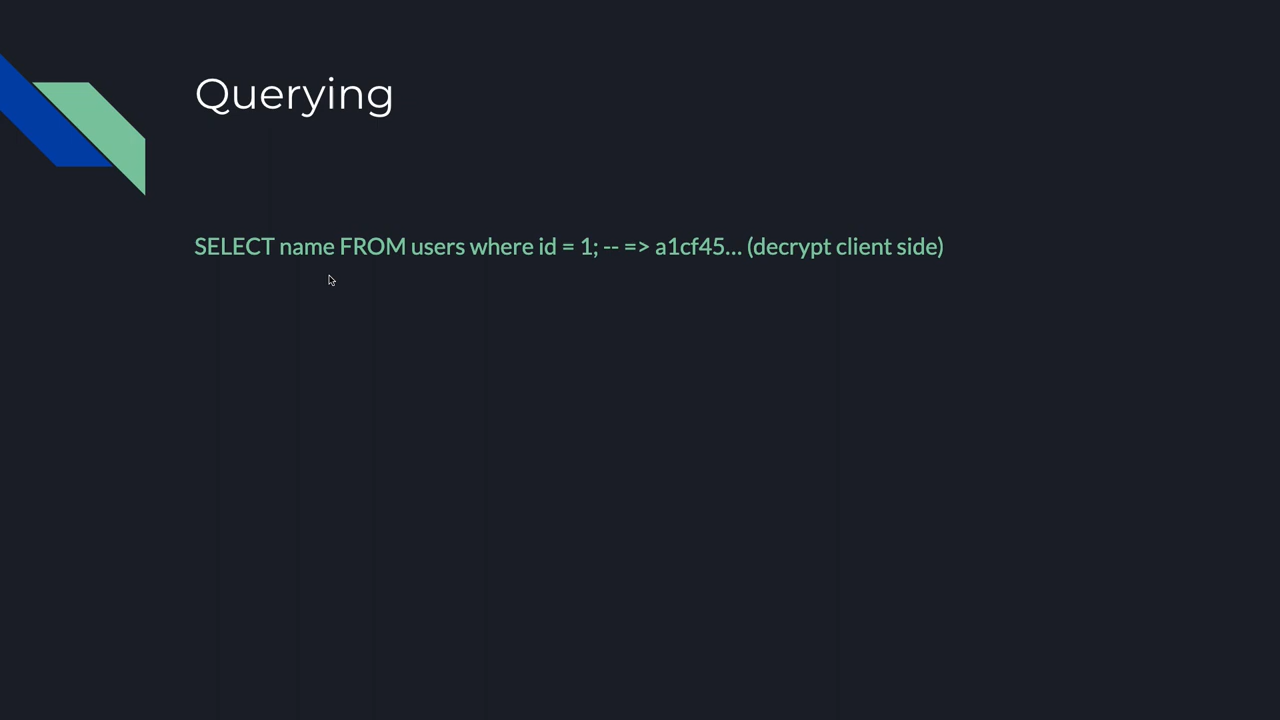 Querying
SELECT name FROM users where id = 1; -- => a1cf45... (decrypt client side)